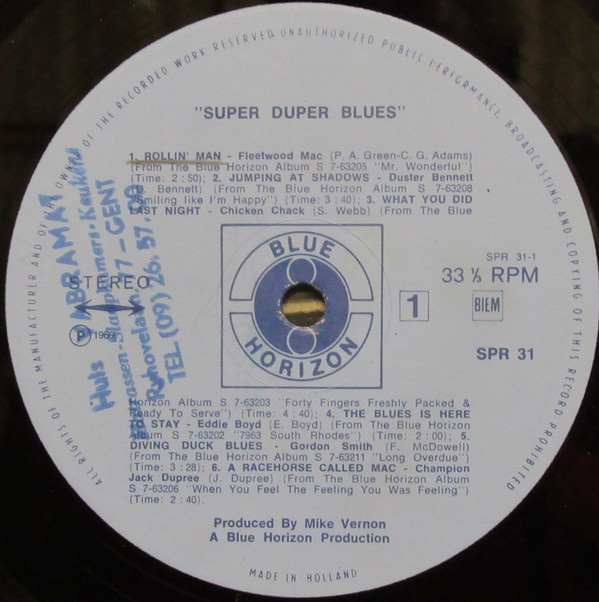 ALL RIGHTS OF THE MANUFACTURER AND OF THE OWNER OF THE RECORDED WORK RESERVED UNAUTHORIZED PUBLIC PERFORMANCE BROADCASTING AND COPYING OF THIS RECORD PROHIBITED
"SUPER DUPER BLUES"
1. ROLLIN' MAN - Fleetwood Mac (P. A. Green-C. G. Adams)
(From The Blue Horizon Album S 7-63205 "Mr. Wonderful")
(Time: 2:50); 2. JUMPING AT SHADOWS - Duster Bennett
Bennett) (From The Blue Horizon Album S 7-63208
"Smiling like I'm Happy") (Time: 3:40); 3. WHAT YOU DID
LAST NIGHT - Chicken Chack (S. Webb) (From The Blue
BLUE
HORIZON
STEREO
P 1969
SPR 31-1
33 ⅓ RPM
1
BIEM
SPR 31
Huis ABRAMAT
GENT
TEL (09) 26. 57.
Horizon Album S 7-63203 "Forty Fingers Freshly Packed &
Ready To Serve") (Time: 4:40); 4. THE BLUES IS HERE
TO STAY - Eddie Boyd (E. Boyd) (From The Blue Horizon
Album S 7-63202 "7963 South Rhodes") (Time: 2:00); 5.
DIVING DUCK BLUES - Gordon Smith (F. McDowell)
(From The Blue Horizon Album S 7-63211 "Long Overdue")
(Time: 3:28); 6. A RACEHORSE CALLED MAC - Champion
Jack Dupree (J. Dupree) (From The Blue Horizon Album
S 7-63206 "When You Feel The Feeling You Was Feeling")
(Time: 2:40).
Produced By Mike Vernon
A Blue Horizon Production
MADE IN HOLLAND